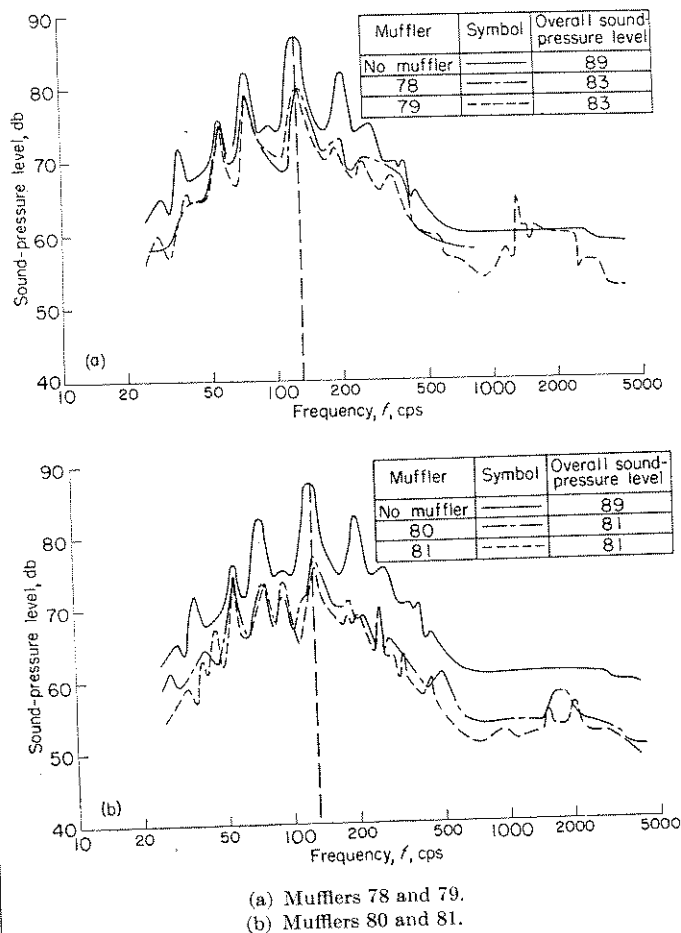 90
80
70
60
50
40
Sound-pressure level, db
Muffler Symbol Overall sound-pressure level
No muffler 89
78 83
79 83
(a)
10 20 50 100 200 500 1000 2000 5000
Frequency, f, cps
90
80
70
60
50
40
Sound-pressure level, db
Muffler Symbol Overall sound-pressure level
No muffler 89
80 81
81 81
(b)
10 20 50 100 200 500 1000 2000 5000
Frequency, f, cps
(a) Mufflers 78 and 79.
(b) Mufflers 80 and 81.